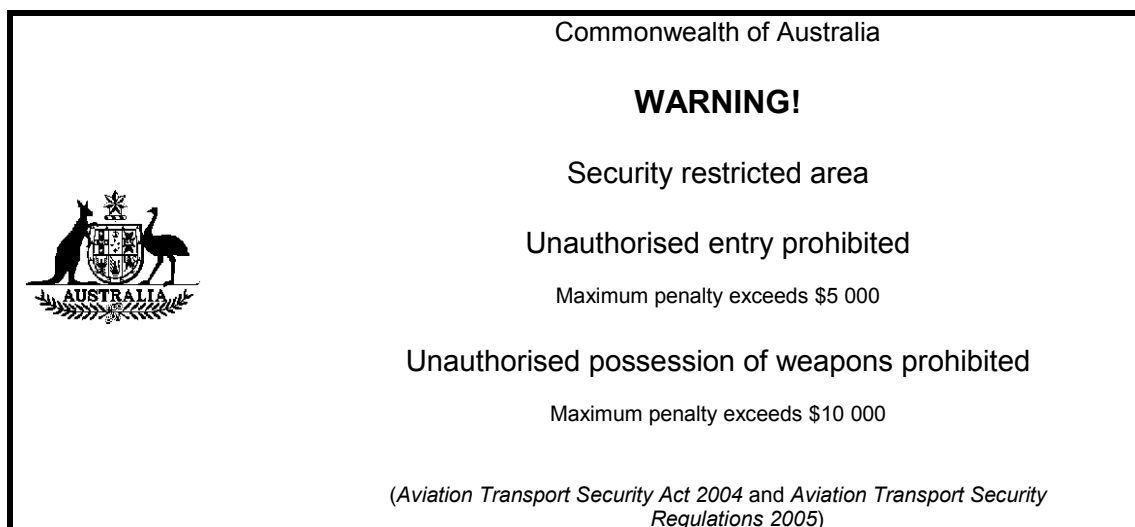 Commonwealth of Australia
WARNING!
Security restricted area
Unauthorised entry prohibited
Maximum penalty exceeds $5 000
AUSTRALIA
Unauthorised possession of weapons prohibited
Maximum penalty exceeds $10 000
(Aviation Transport Security Act 2004 and Aviation Transport Security
Regulations 2005)